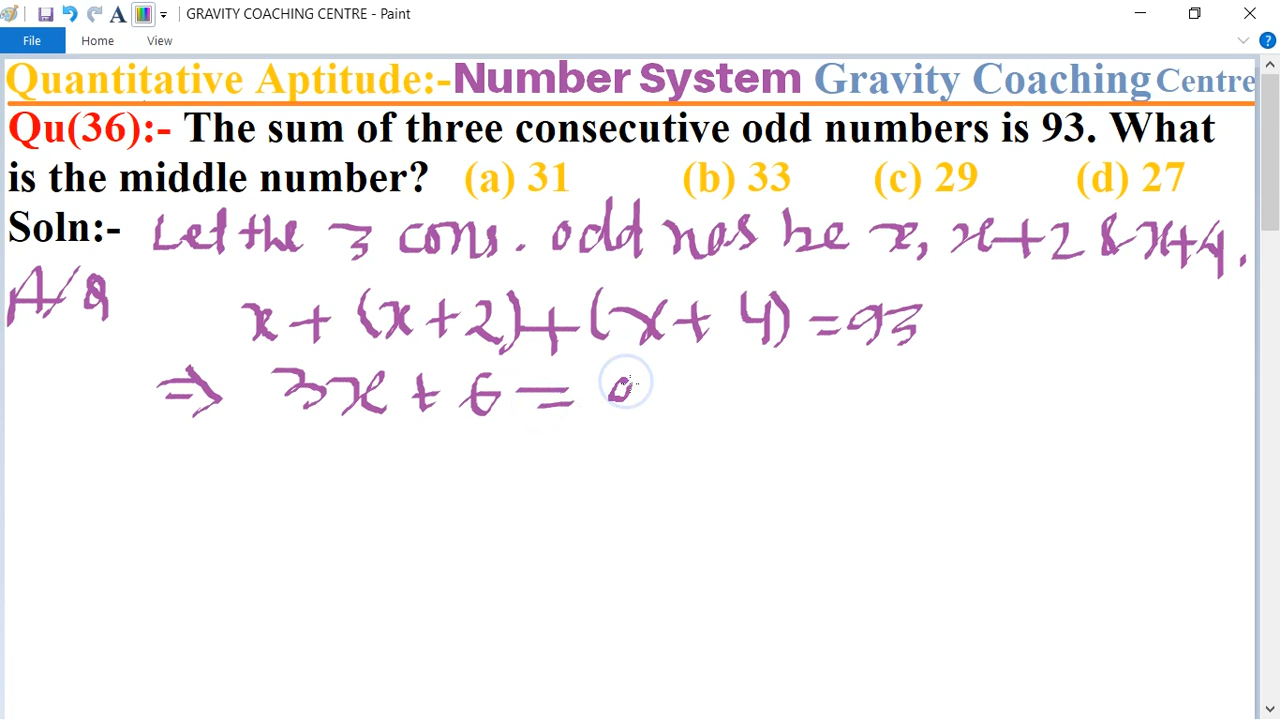 GRAVITY COACHING CENTRE - Paint
File Home View
Quantitative Aptitude:-Number System Gravity Coaching Centre
Qu(36):- The sum of three consecutive odd numbers is 93. What
is the middle number? (a) 31 (b) 33 (c) 29 (d) 27
Soln:- Let the 3 cons. odd nos be x, x+2 & x+4.
A/Q
x + (x+2) + (x+4) = 93
⇒ 3x + 6 =